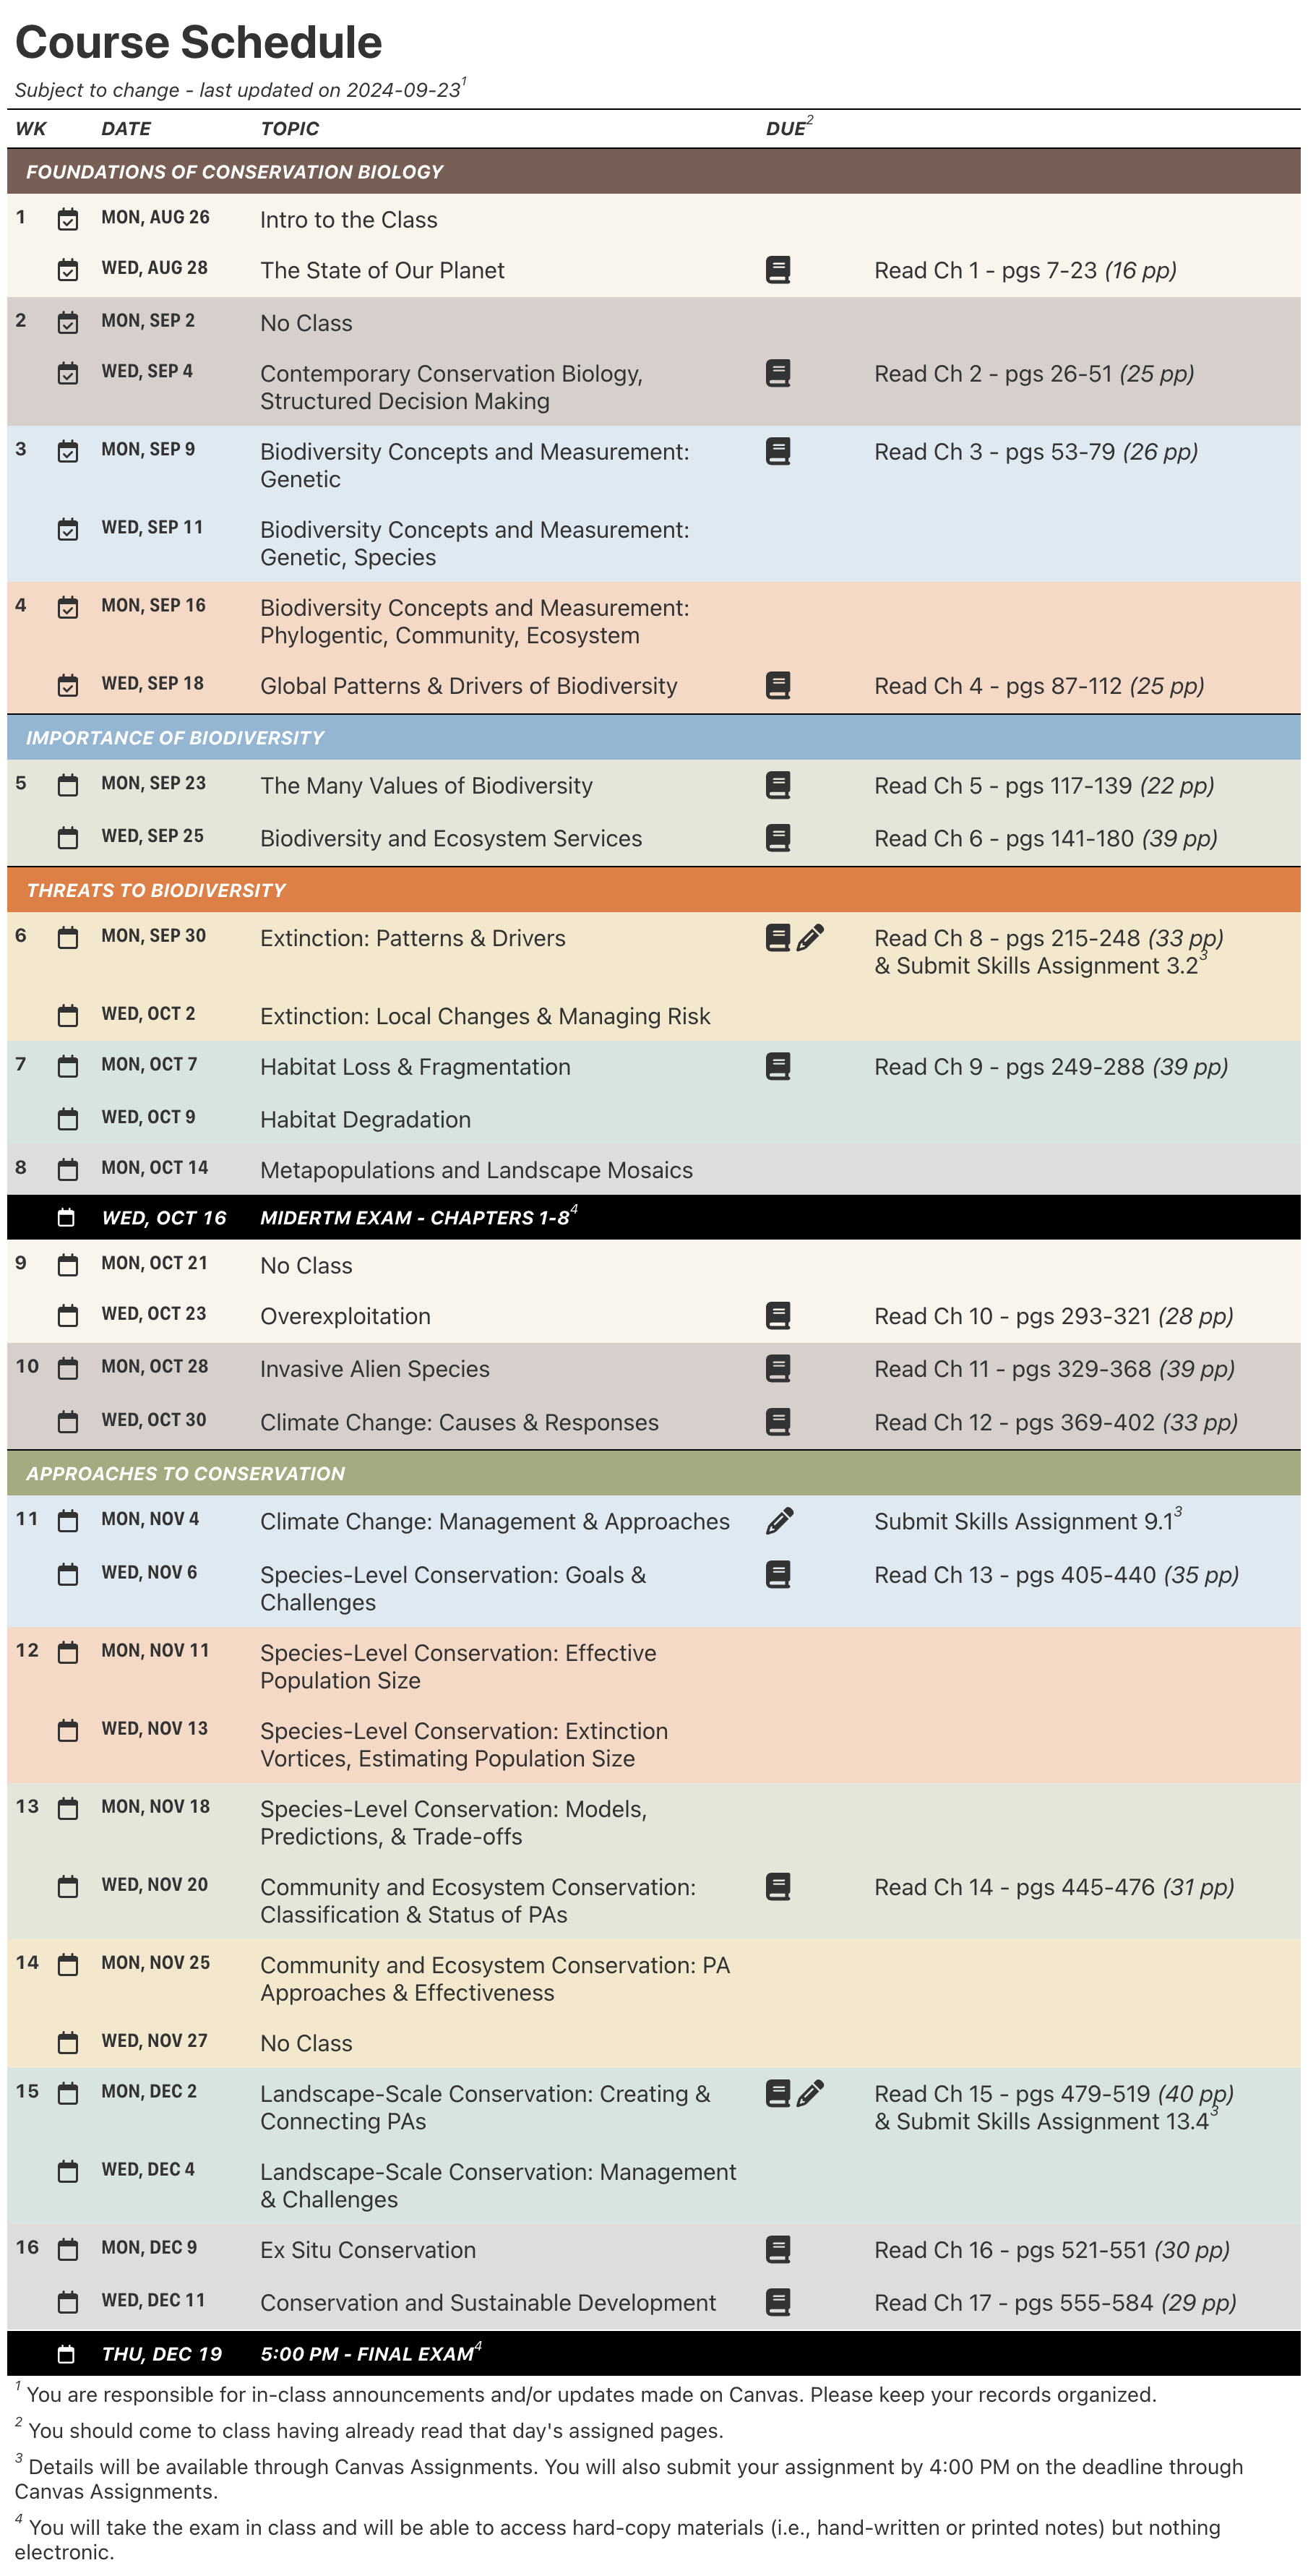 Course Schedule
Subject to change - last updated on 2024-09-23¹
WK DATE TOPIC DUE²
FOUNDATIONS OF CONSERVATION BIOLOGY
1 MON, AUG 26 Intro to the Class
WED, AUG 28 The State of Our Planet Read Ch 1 - pgs 7-23 (16 pp)
2 MON, SEP 2 No Class
WED, SEP 4 Contemporary Conservation Biology, Read Ch 2 - pgs 26-51 (25 pp)
Structured Decision Making
3 MON, SEP 9 Biodiversity Concepts and Measurement: Read Ch 3 - pgs 53-79 (26 pp)
Genetic
WED, SEP 11 Biodiversity Concepts and Measurement:
Genetic, Species
4 MON, SEP 16 Biodiversity Concepts and Measurement:
Phylogentic, Community, Ecosystem
WED, SEP 18 Global Patterns & Drivers of Biodiversity Read Ch 4 - pgs 87-112 (25 pp)
IMPORTANCE OF BIODIVERSITY
5 MON, SEP 23 The Many Values of Biodiversity Read Ch 5 - pgs 117-139 (22 pp)
WED, SEP 25 Biodiversity and Ecosystem Services Read Ch 6 - pgs 141-180 (39 pp)
THREATS TO BIODIVERSITY
6 MON, SEP 30 Extinction: Patterns & Drivers Read Ch 8 - pgs 215-248 (33 pp)
& Submit Skills Assignment 3.2³
WED, OCT 2 Extinction: Local Changes & Managing Risk
7 MON, OCT 7 Habitat Loss & Fragmentation Read Ch 9 - pgs 249-288 (39 pp)
WED, OCT 9 Habitat Degradation
8 MON, OCT 14 Metapopulations and Landscape Mosaics
WED, OCT 16 MIDERTM EXAM - CHAPTERS 1-8⁴
9 MON, OCT 21 No Class
WED, OCT 23 Overexploitation Read Ch 10 - pgs 293-321 (28 pp)
10 MON, OCT 28 Invasive Alien Species Read Ch 11 - pgs 329-368 (39 pp)
WED, OCT 30 Climate Change: Causes & Responses Read Ch 12 - pgs 369-402 (33 pp)
APPROACHES TO CONSERVATION
11 MON, NOV 4 Climate Change: Management & Approaches Submit Skills Assignment 9.1³
WED, NOV 6 Species-Level Conservation: Goals & Read Ch 13 - pgs 405-440 (35 pp)
Challenges
12 MON, NOV 11 Species-Level Conservation: Effective
Population Size
WED, NOV 13 Species-Level Conservation: Extinction
Vortices, Estimating Population Size
13 MON, NOV 18 Species-Level Conservation: Models,
Predictions, & Trade-offs
WED, NOV 20 Community and Ecosystem Conservation: Read Ch 14 - pgs 445-476 (31 pp)
Classification & Status of PAs
14 MON, NOV 25 Community and Ecosystem Conservation: PA
Approaches & Effectiveness
WED, NOV 27 No Class
15 MON, DEC 2 Landscape-Scale Conservation: Creating & Read Ch 15 - pgs 479-519 (40 pp)
Connecting PAs & Submit Skills Assignment 13.4³
WED, DEC 4 Landscape-Scale Conservation: Management
& Challenges
16 MON, DEC 9 Ex Situ Conservation Read Ch 16 - pgs 521-551 (30 pp)
WED, DEC 11 Conservation and Sustainable Development Read Ch 17 - pgs 555-584 (29 pp)
THU, DEC 19 5:00 PM - FINAL EXAM⁴
¹ You are responsible for in-class announcements and/or updates made on Canvas. Please keep your records organized.
² You should come to class having already read that day's assigned pages.
³ Details will be available through Canvas Assignments. You will also submit your assignment by 4:00 PM on the deadline through
Canvas Assignments.
⁴ You will take the exam in class and will be able to access hard-copy materials (i.e., hand-written or printed notes) but nothing
electronic.